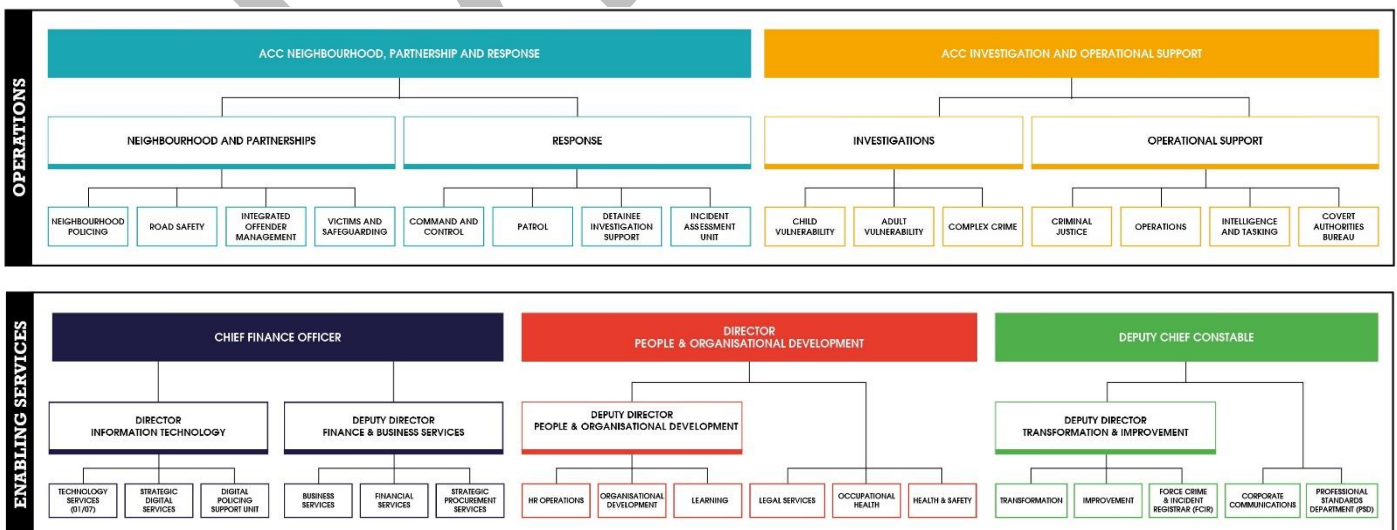 OPERATIONS
ACC NEIGHBOURHOOD, PARTNERSHIP AND RESPONSE
ACC INVESTIGATION AND OPERATIONAL SUPPORT
NEIGHBOURHOOD AND PARTNERSHIPS
RESPONSE
INVESTIGATIONS
OPERATIONAL SUPPORT
NEIGHBOURHOOD
POLICING
ROAD SAFETY
INTEGRATED
OFFENDER
MANAGEMENT
VICTIMS AND
SAFEGUARDING
COMMAND AND
CONTROL
PATROL
DETAINEE
INVESTIGATION
SUPPORT
INCIDENT
ASSESSMENT
UNIT
CHILD
VULNERABILITY
ADULT
VULNERABILITY
COMPLEX CRIME
CRIMINAL
JUSTICE
OPERATIONS
INTELLIGENCE
AND TASKING
COVERT
AUTHORITIES
BUREAU
ENABLING SERVICES
CHIEF FINANCE OFFICER
DIRECTOR
PEOPLE & ORGANISATIONAL DEVELOPMENT
DEPUTY CHIEF CONSTABLE
DIRECTOR
INFORMATION TECHNOLOGY
DEPUTY DIRECTOR
FINANCE & BUSINESS SERVICES
DEPUTY DIRECTOR
PEOPLE & ORGANISATIONAL DEVELOPMENT
DEPUTY DIRECTOR
TRANSFORMATION & IMPROVEMENT
TECHNOLOGY
SERVICES
(01/07)
STRATEGIC
DIGITAL
SERVICES
DIGITAL
POLICING
SUPPORT UNIT
BUSINESS
SERVICES
FINANCIAL
SERVICES
STRATEGIC
PROCUREMENT
SERVICES
HR OPERATIONS
ORGANISATIONAL
DEVELOPMENT
LEARNING
LEGAL SERVICES
OCCUPATIONAL
HEALTH
HEALTH & SAFETY
TRANSFORMATION
IMPROVEMENT
FORCE CRIME
& INCIDENT
REGISTRAR (FCIR)
CORPORATE
COMMUNICATIONS
PROFESSIONAL
STANDARDS
DEPARTMENT (PSD)